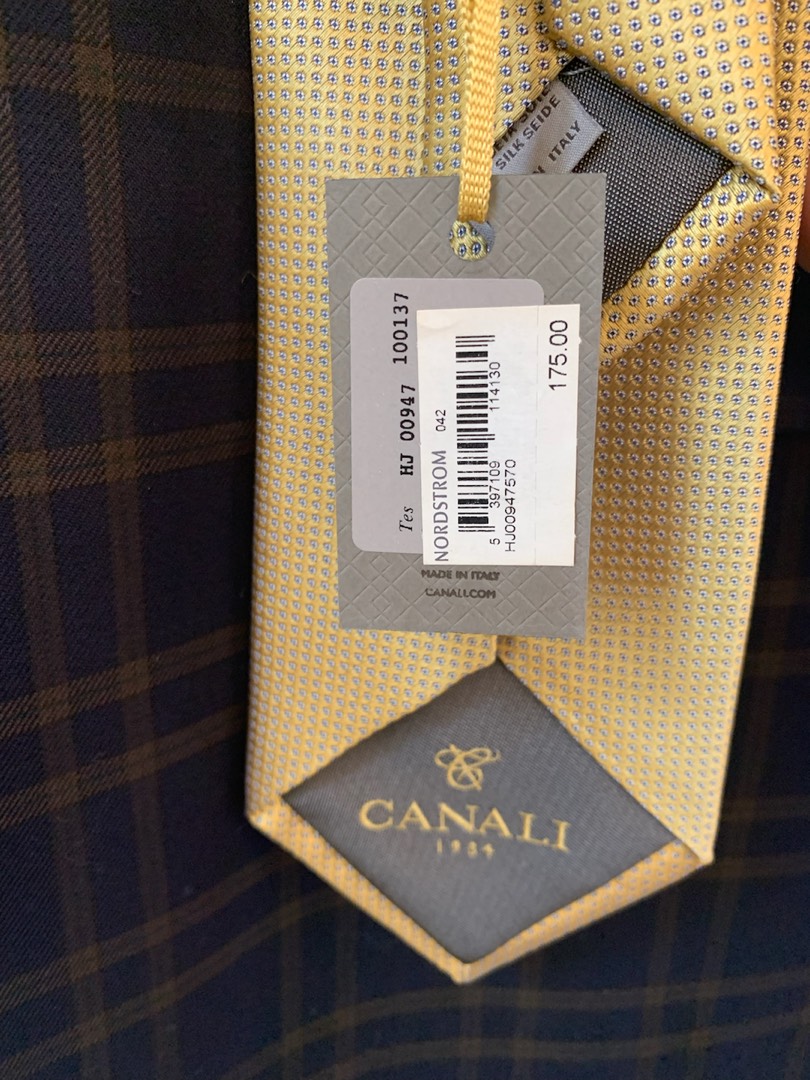 SILK SEIDE
ITALY
Tes HJ 00947 100137
NORDSTROM 042
5 397109 114130
HJ00947570
175.00
MADE IN ITALY
CANALI.COM
CANALI
1934